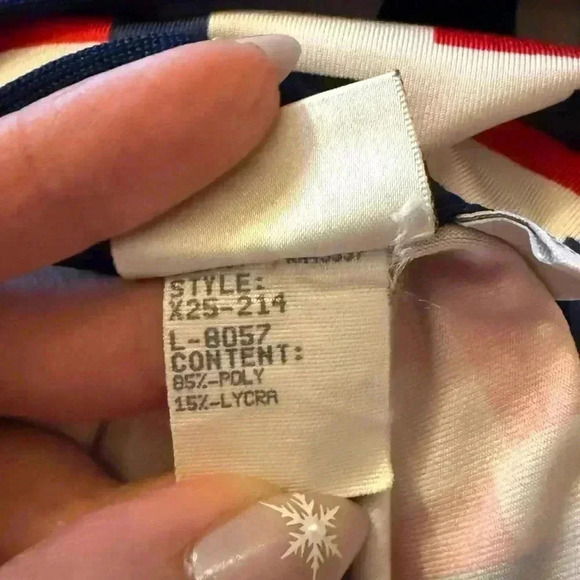 STYLE:
X25-214
L-8057
CONTENT:
85%-POLY
15%-LYCRA